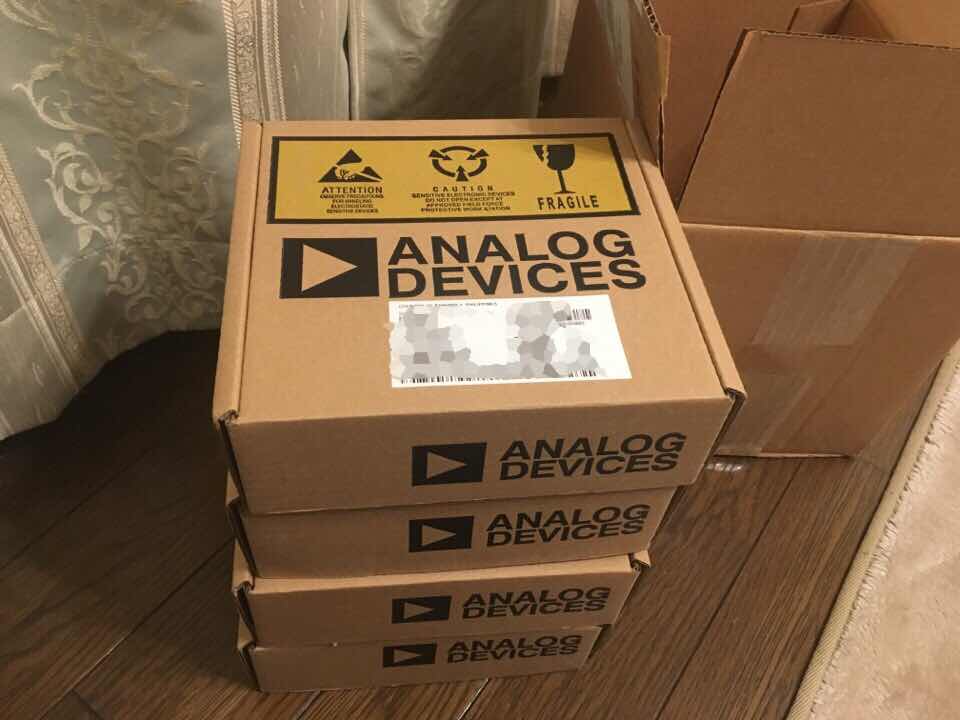 ATTENTION
OBSERVE PRECAUTIONS
FOR HANDLING
ELECTROSTATIC
SENSITIVE DEVICES
CAUTION
SENSITIVE ELECTRONIC DEVICES
DO NOT OPEN EXCEPT AT
APPROVED FIELD FORCE
PROTECTIVE WORK STATION
FRAGILE
ANALOG
DEVICES
ANALOG
DEVICES
ANALOG
DEVICES
ANALOG
DEVICES
ANALOG
DEVICES